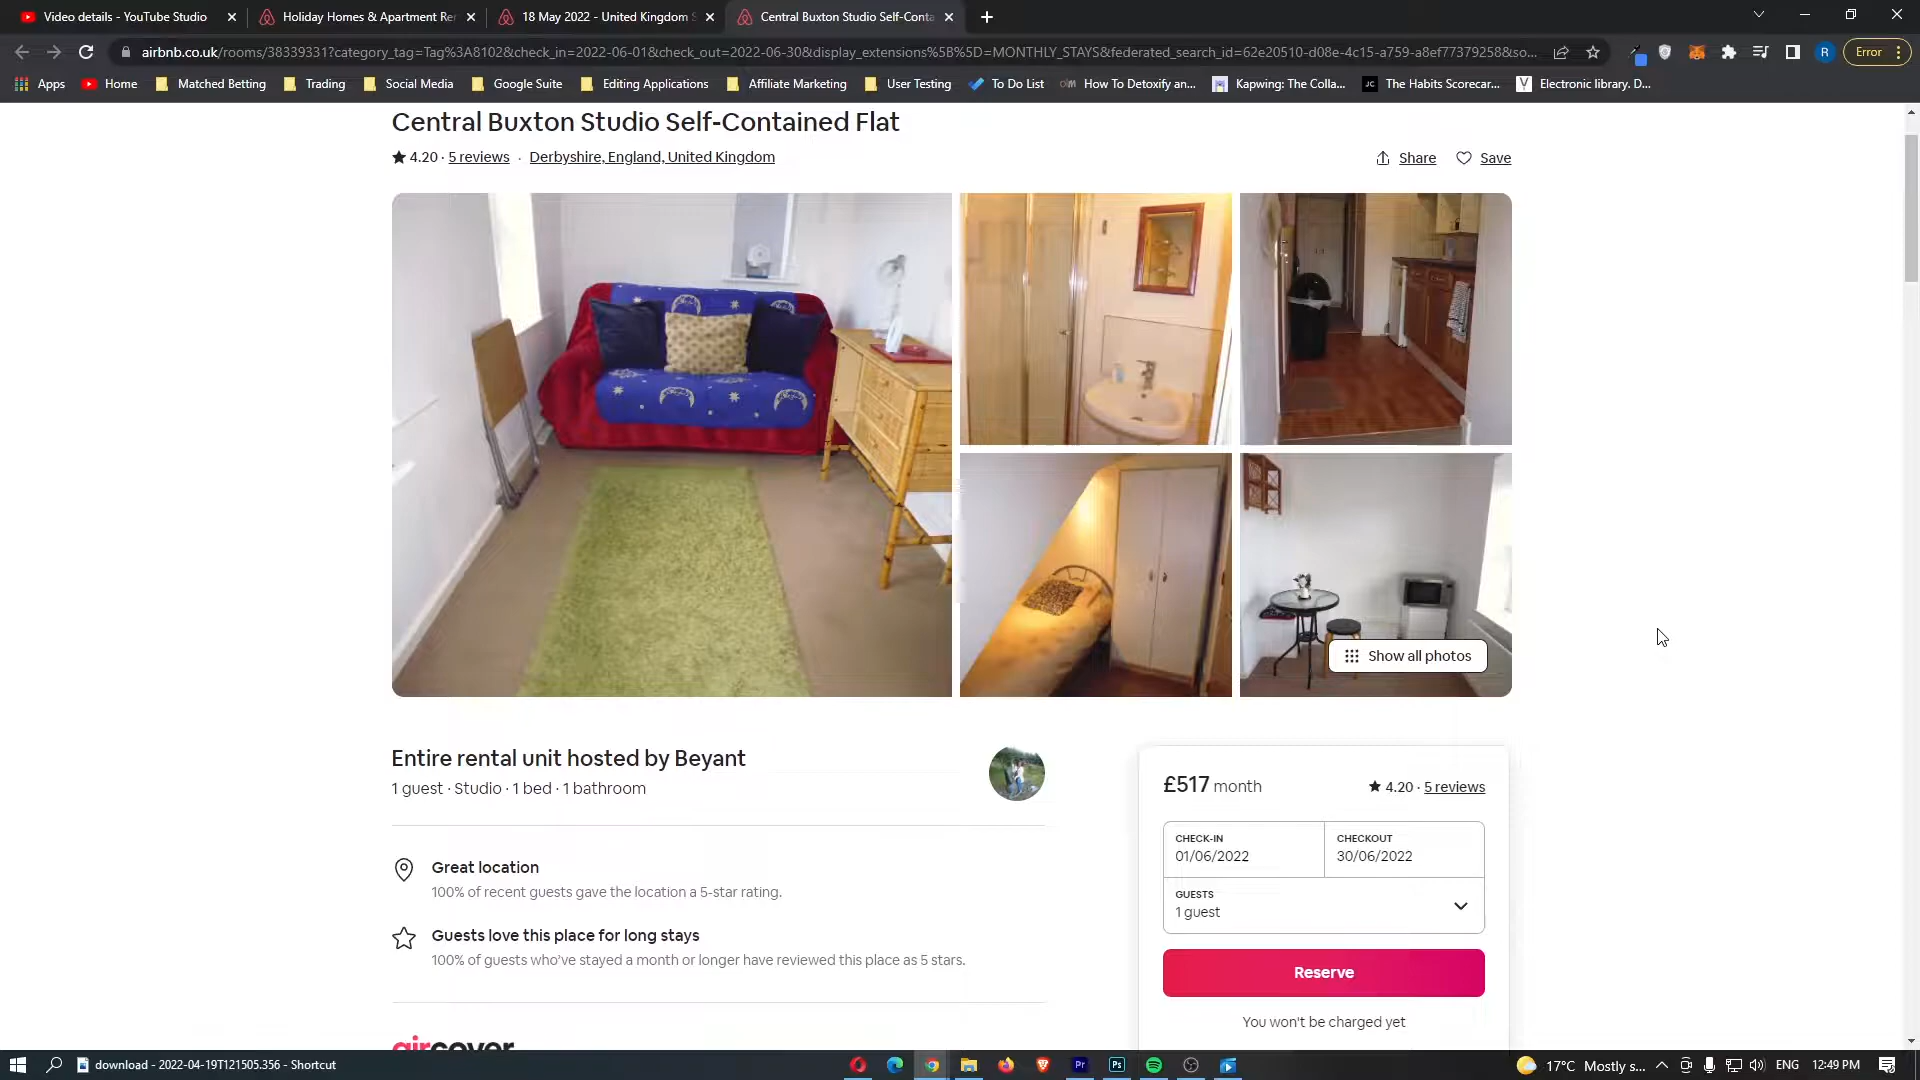 Video details - YouTube Studio
Holiday Homes & Apartment Re
18 May 2022 - United Kingdom S
Central Buxton Studio Self-Conta
airbnb.co.uk/rooms/38339331?category_tag=Tag%3A8102&check_in=2022-06-01&check_out=2022-06-30&display_extensions%5B%5D=MONTHLY_STAYS&federated_search_id=62e20510-d08e-4c15-a759-a8ef77379258&so...
R
Error
Apps
Home
Matched Betting
Trading
Social Media
Google Suite
Editing Applications
Affiliate Marketing
User Testing
To Do List
How To Detoxify an...
Kapwing: The Colla...
JC
The Habits Scorecar...
Electronic library. D...
Central Buxton Studio Self-Contained Flat
4.20 · 5 reviews · Derbyshire, England, United Kingdom
Share
Save
Show all photos
Entire rental unit hosted by Beyant
1 guest · Studio · 1 bed · 1 bathroom
Great location
100% of recent guests gave the location a 5-star rating.
Guests love this place for long stays
100% of guests who've stayed a month or longer have reviewed this place as 5 stars.
aircover
£517 month
4.20 · 5 reviews
CHECK-IN
01/06/2022
CHECKOUT
30/06/2022
GUESTS
1 guest
Reserve
You won't be charged yet
download - 2022-04-19T121505.356 - Shortcut
Pr
Ps
17°C Mostly s...
ENG
12:49 PM